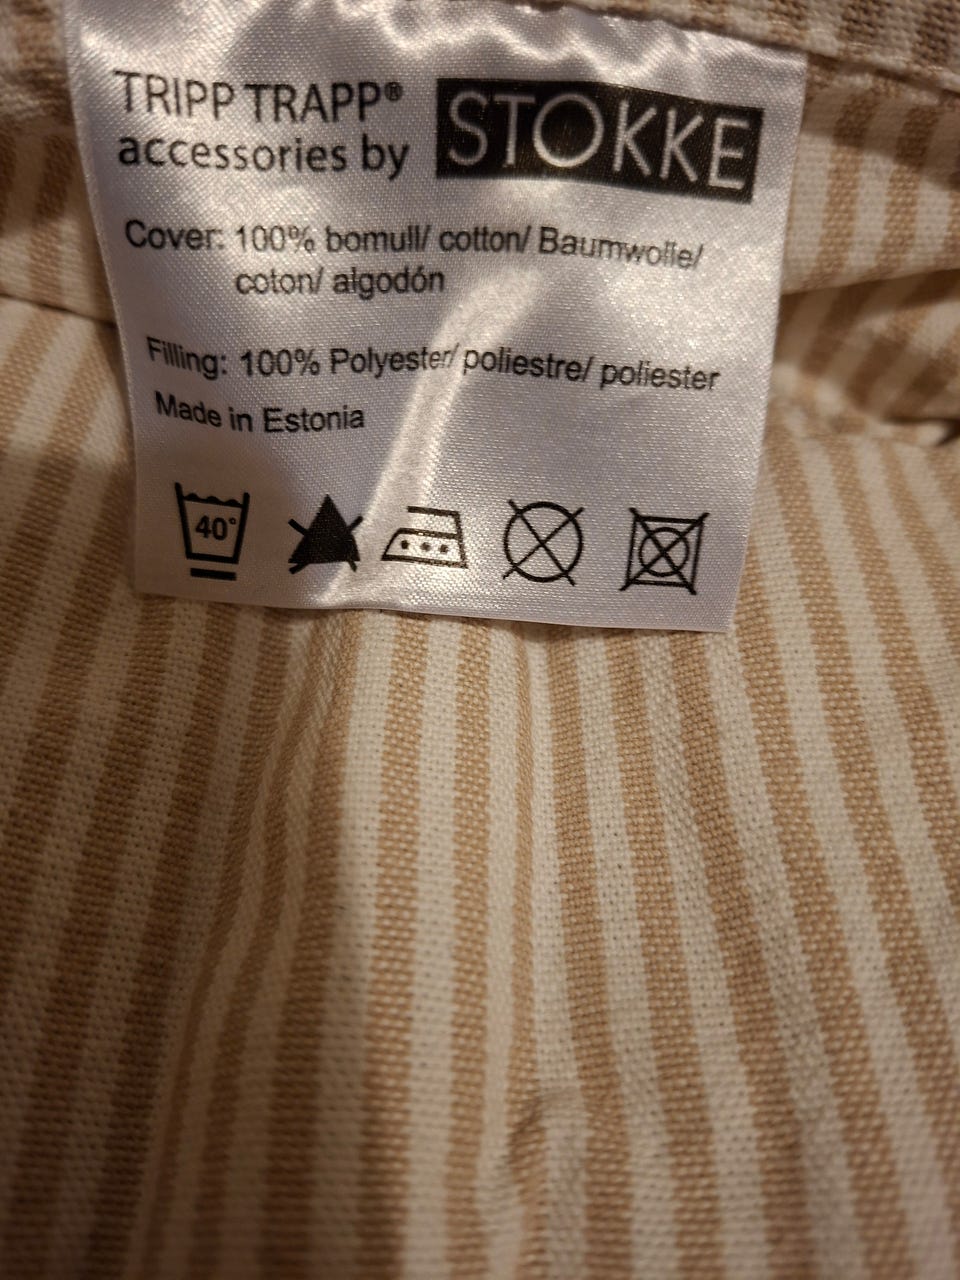 TRIPP TRAPP®
accessories by STOKKE
Cover: 100% bomull/ cotton/ Baumwolle/
coton/ algodón
Filling: 100% Polyester/ poliestre/ poliester
Made in Estonia
40°